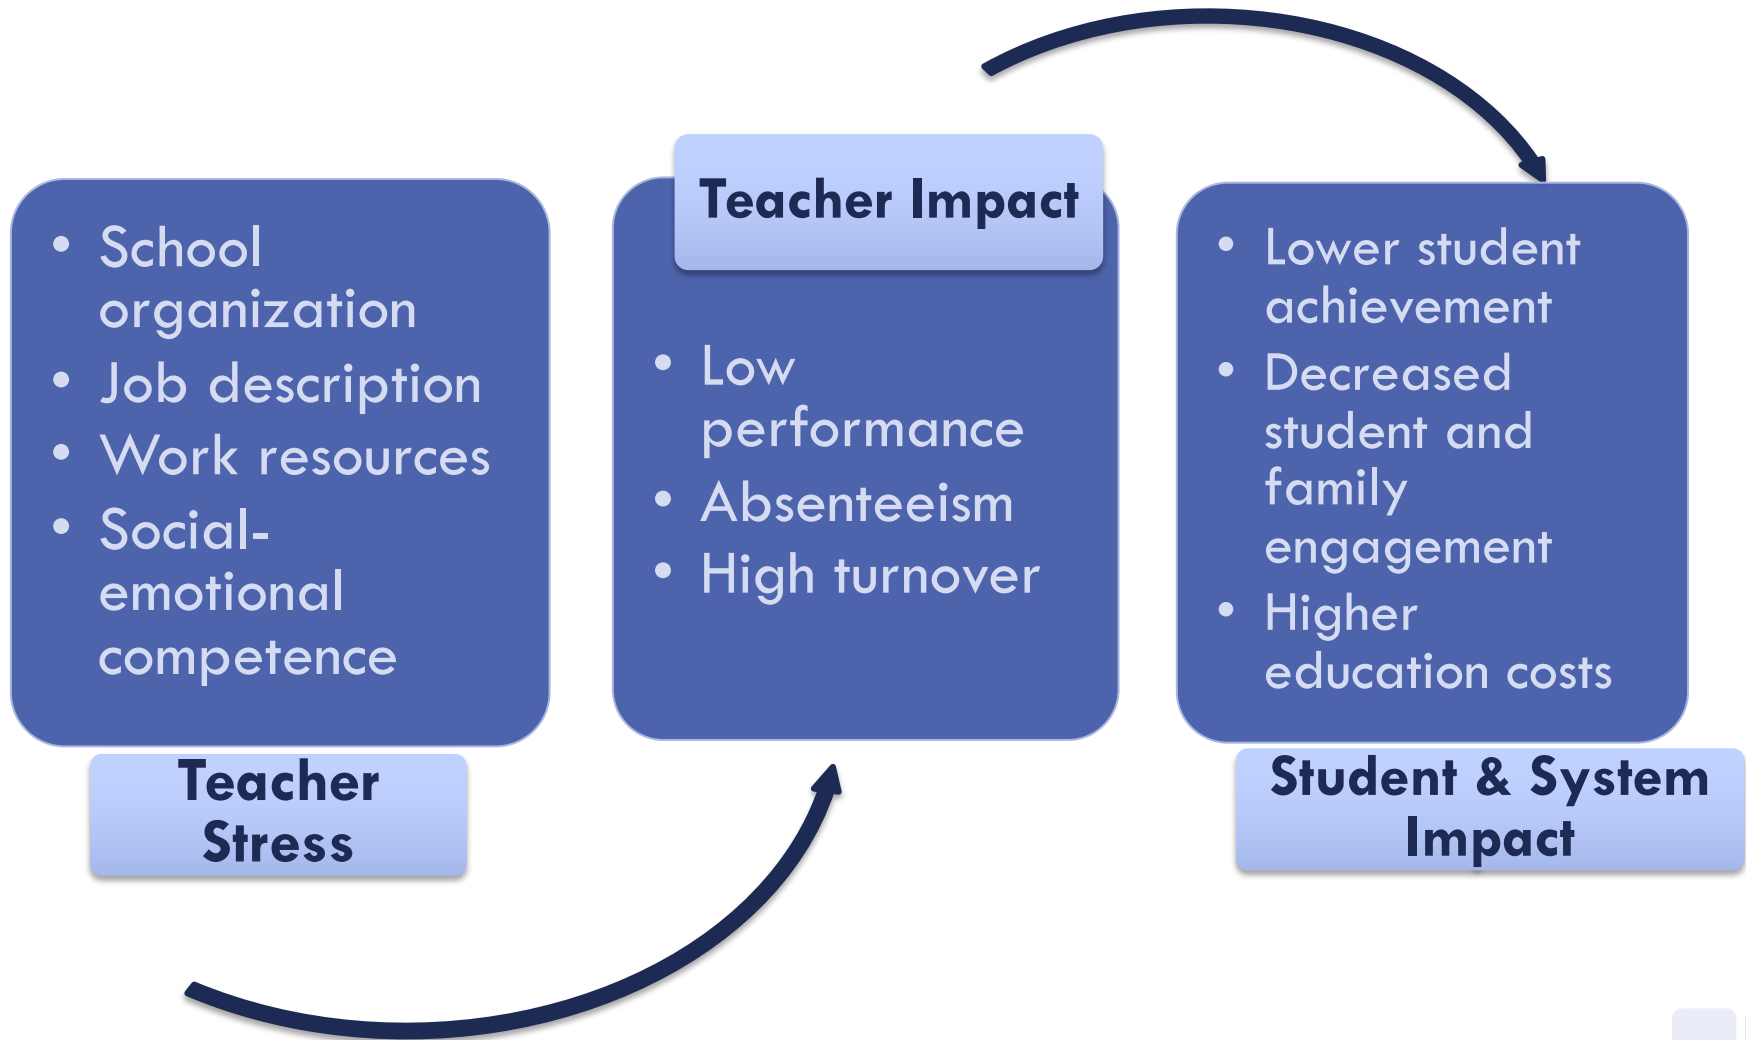 • School
organization
• Job description
• Work resources
• Social-
emotional
competence
Teacher
Stress
Teacher Impact
• Low
performance
• Absenteeism
• High turnover
• Lower student
achievement
• Decreased
student and
family
engagement
• Higher
education costs
Student & System
Impact